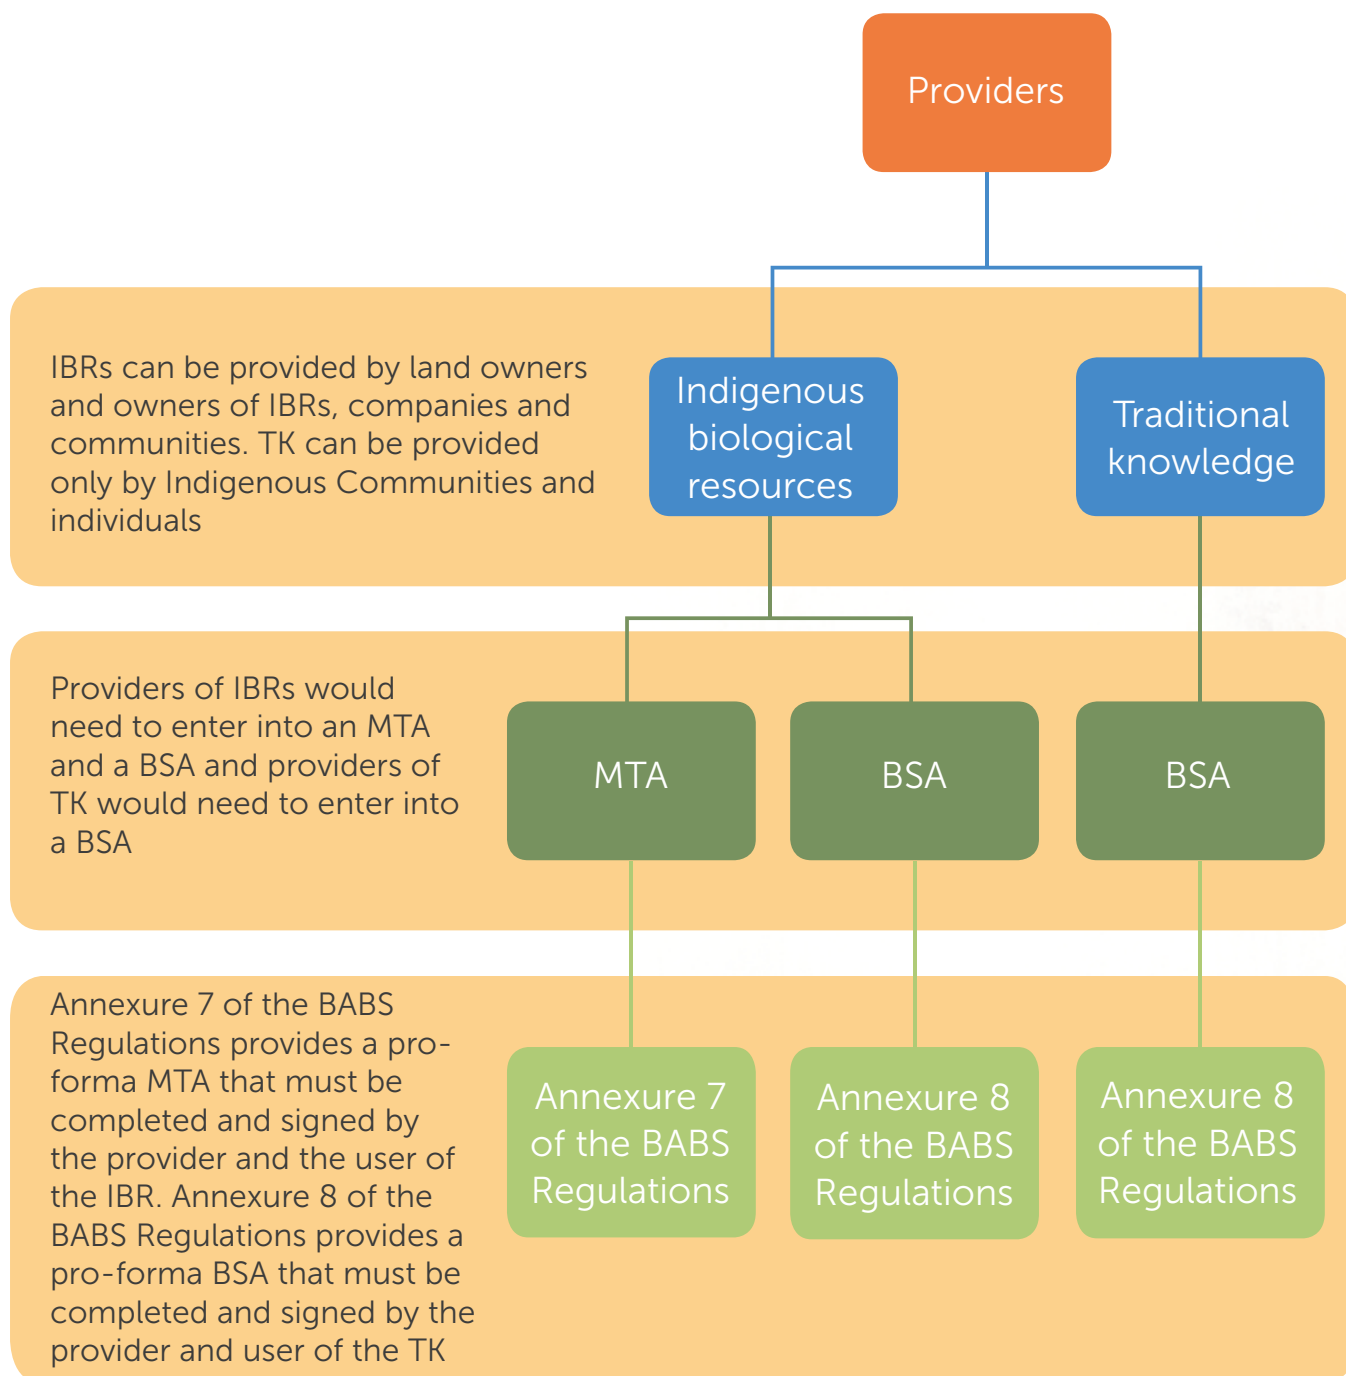 Providers
IBRs can be provided by land owners
and owners of IBRs, companies and
communities. TK can be provided
only by Indigenous Communities and
individuals
Indigenous
biological
resources
Traditional
knowledge
Providers of IBRs would
need to enter into an MTA
and a BSA and providers of
TK would need to enter into
a BSA
MTA
BSA
BSA
Annexure 7 of the BABS
Regulations provides a pro-
forma MTA that must be
completed and signed by
the provider and the user of
the IBR. Annexure 8 of the
BABS Regulations provides a
pro-forma BSA that must be
completed and signed by the
provider and user of the TK
Annexure 7
of the BABS
Regulations
Annexure 8
of the BABS
Regulations
Annexure 8
of the BABS
Regulations